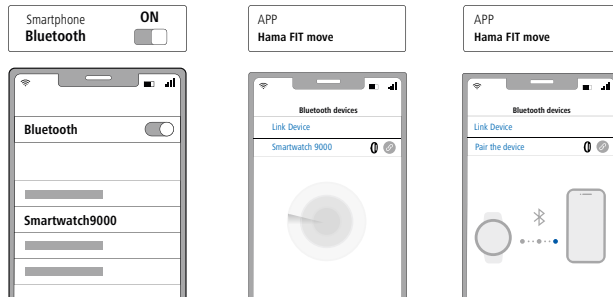 Smartphone ON
Bluetooth
Bluetooth
Smartwatch9000
APP
Hama FIT move
Bluetooth devices
Link Device
Smartwatch 9000
APP
Hama FIT move
Bluetooth devices
Link Device
Pair the device